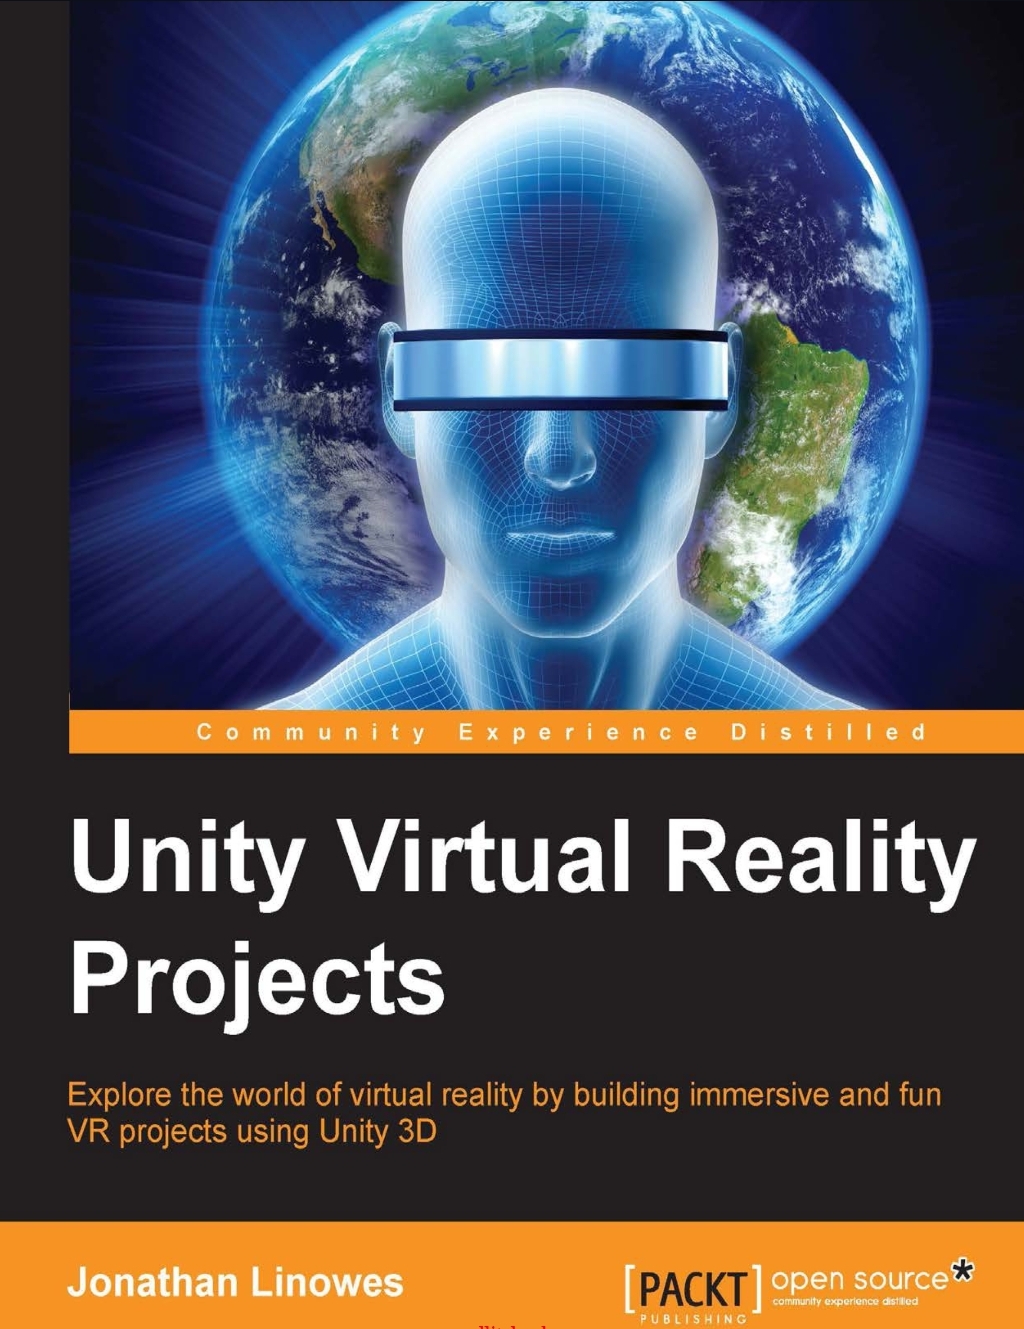 Community Experience Distilled
Unity Virtual Reality
Projects
Explore the world of virtual reality by building immersive and fun
VR projects using Unity 3D
Jonathan Linowes
[PACKT]
PUBLISHING
open source*
community experience distilled